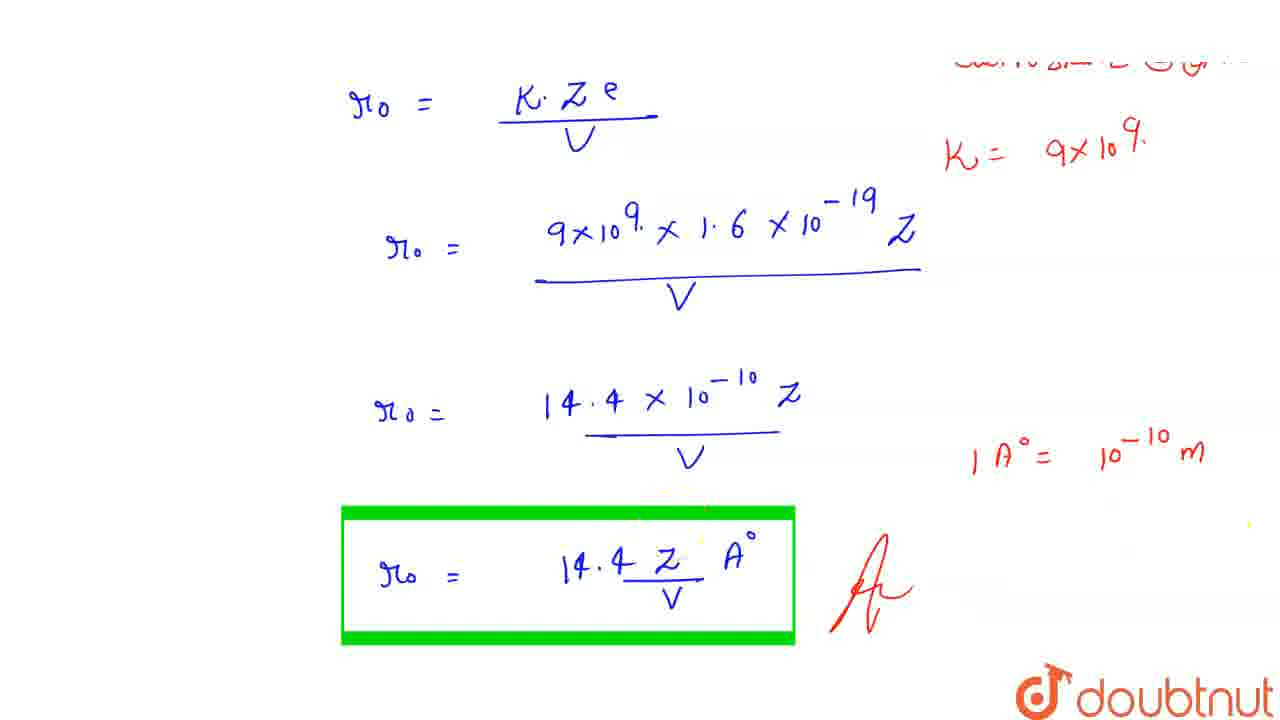 r₀ = K. Z e / V
K = 9×10⁹
r₀ = 9×10⁹ × 1.6 × 10⁻¹⁹ Z / V
r₀ = 14.4 × 10⁻¹⁰ Z / V
1 A° = 10⁻¹⁰ m
r₀ = 14.4 Z / V A°
doubtnut